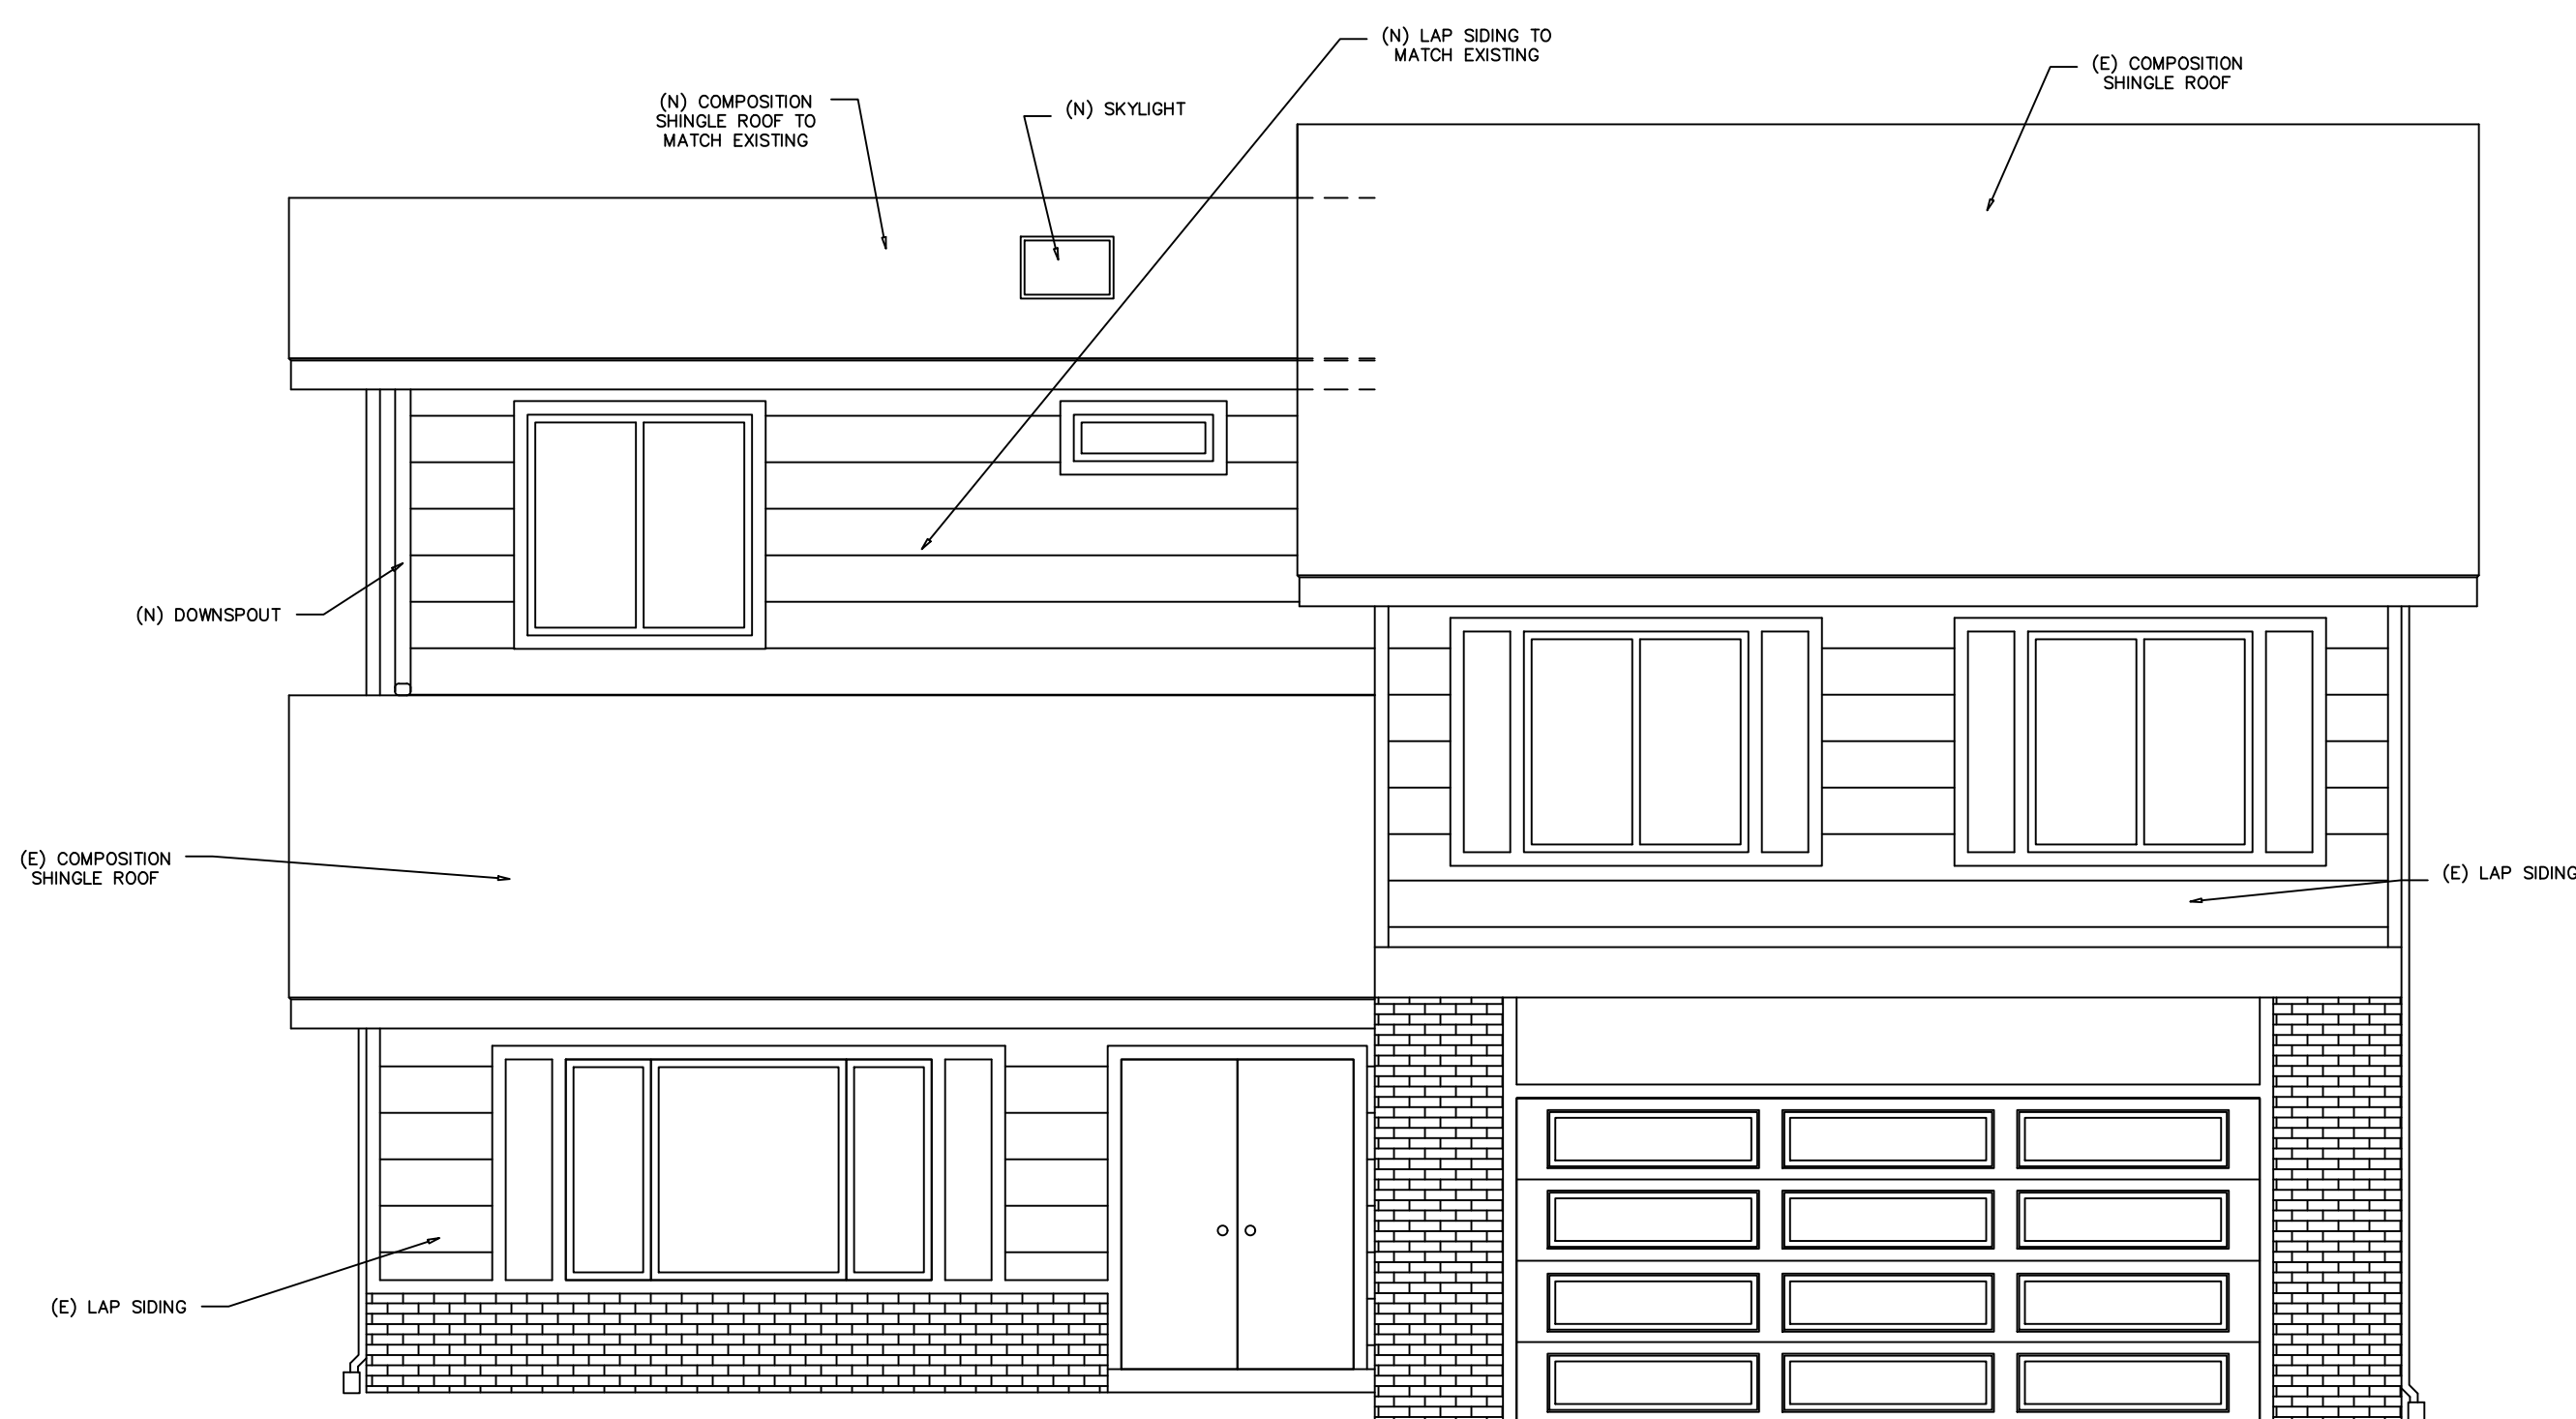 (N) LAP SIDING TO
MATCH EXISTING
(E) COMPOSITION
SHINGLE ROOF
(N) COMPOSITION
SHINGLE ROOF TO
MATCH EXISTING
(N) SKYLIGHT
(N) DOWNSPOUT
(E) COMPOSITION
SHINGLE ROOF
(E) LAP SIDING
(E) LAP SIDING